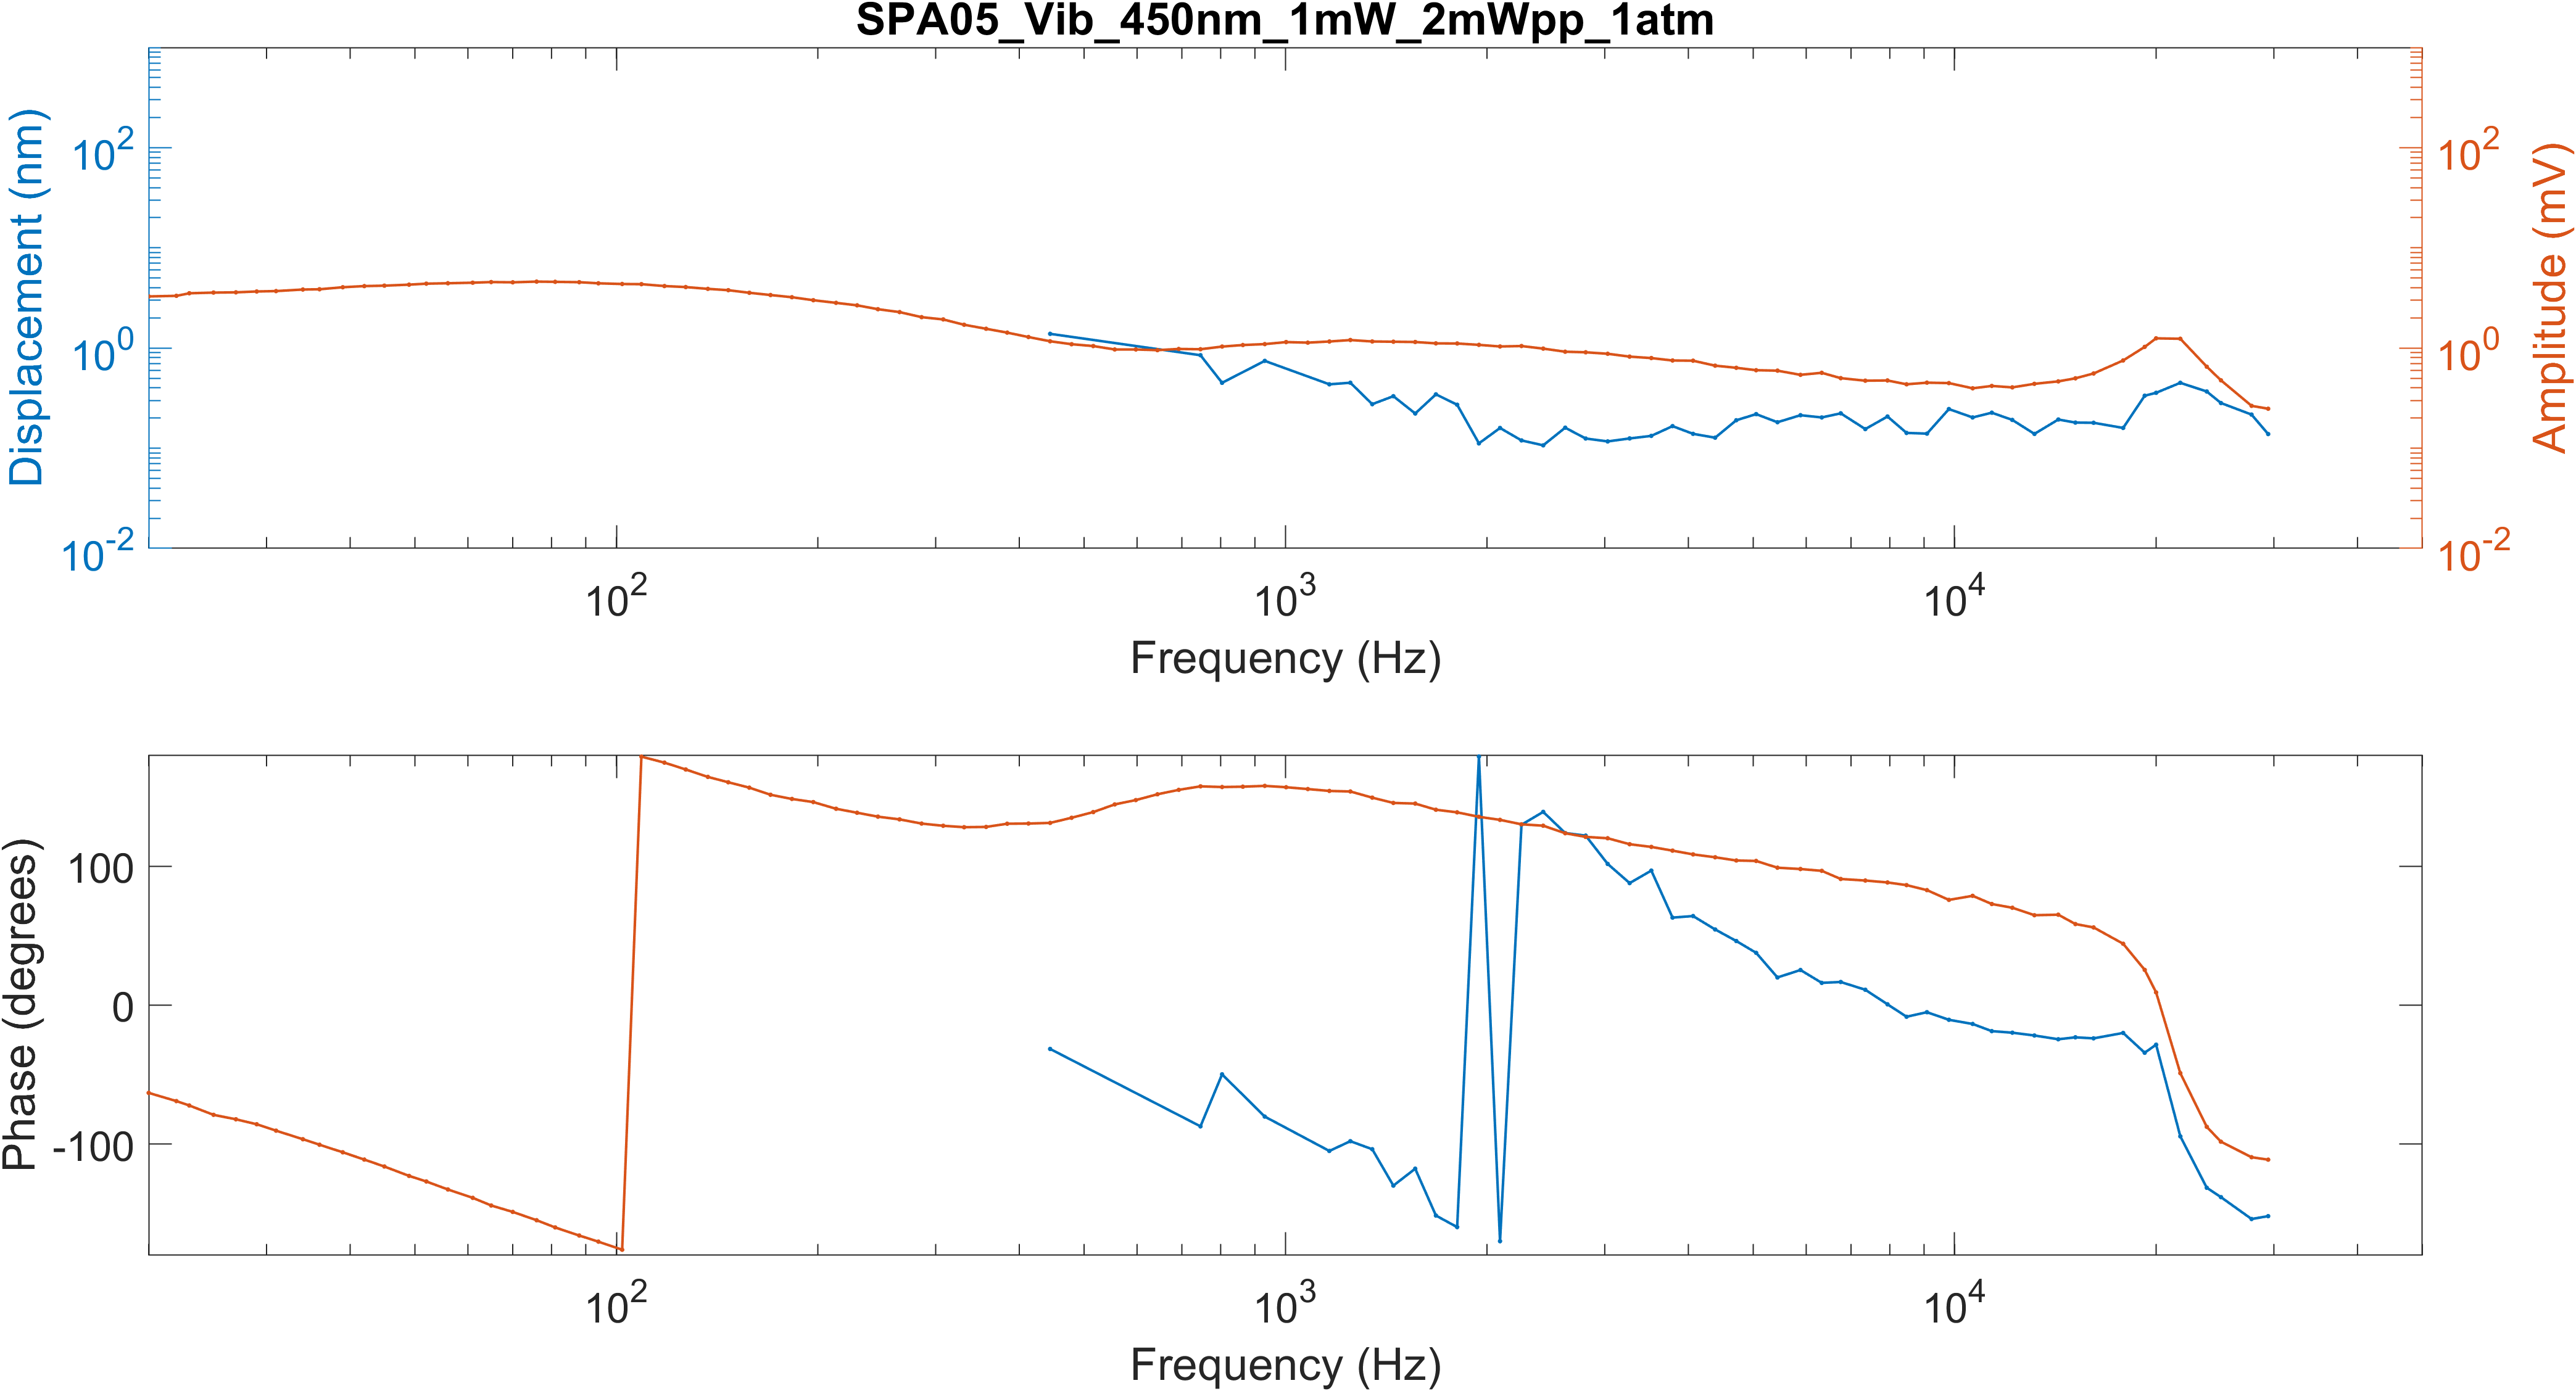 SPA05_Vib_450nm_1mW_2mWpp_1atm
Displacement (nm)
10^2
10^0
10^-2
Amplitude (mV)
10^2
10^0
10^-2
10^2
10^3
10^4
Frequency (Hz)
Phase (degrees)
100
0
-100
10^2
10^3
10^4
Frequency (Hz)